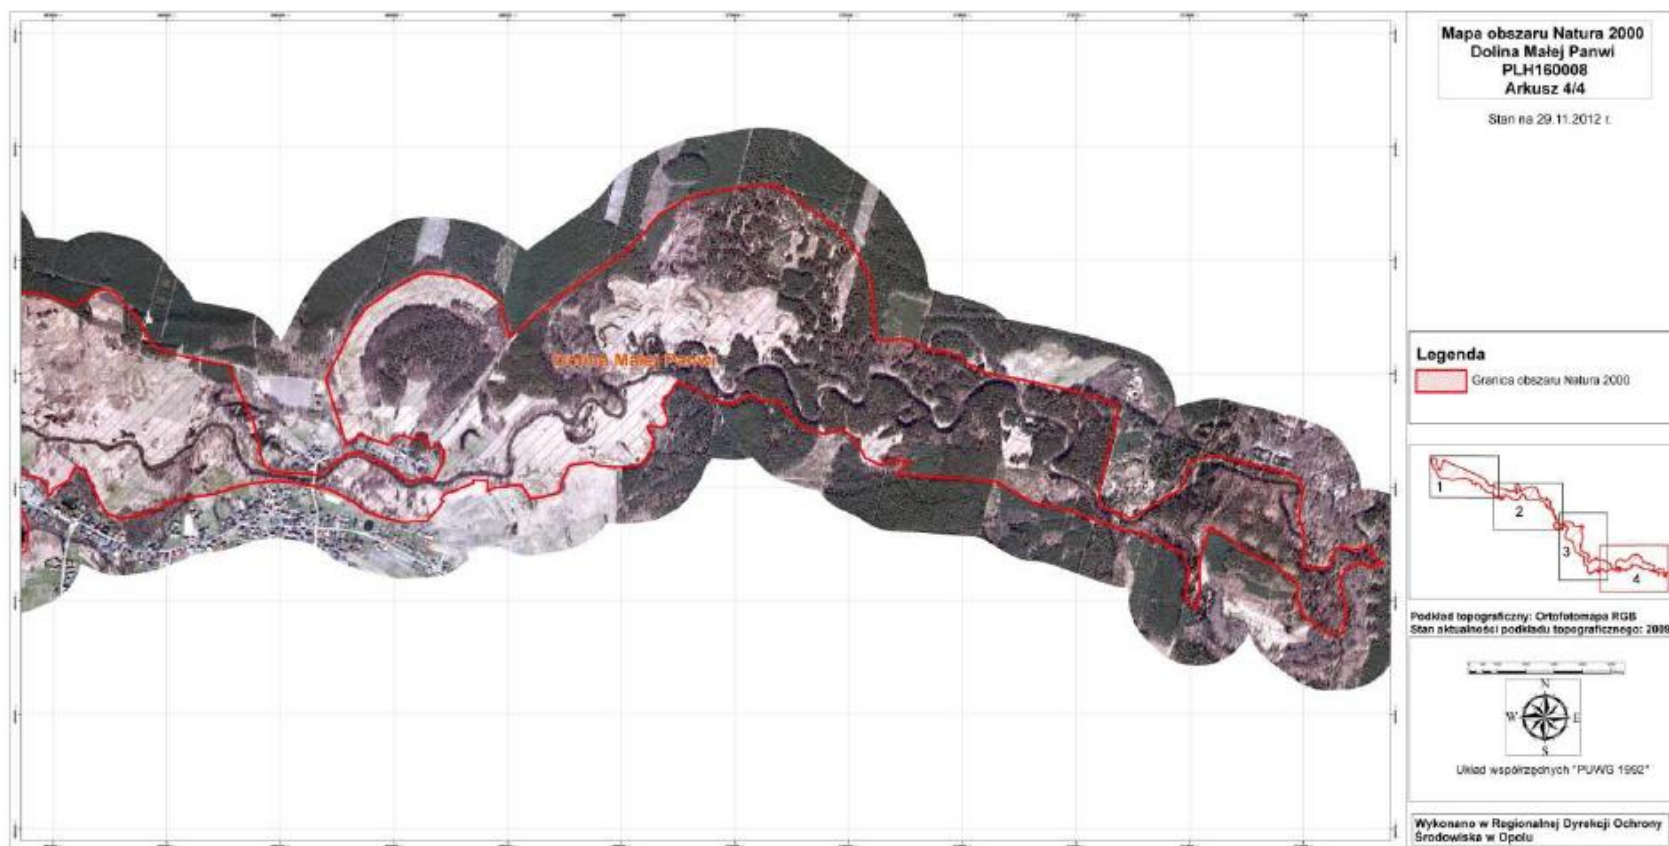 Mapa obszaru Natura 2000
Dolina Małej Panwi
PLH160008
Arkusz 4/4
Stan na 29.11.2012 r.
Dolina Małej Panwi
Legenda
Granica obszaru Natura 2000
1
2
3
4
Podkład topograficzny: Ortofotomapa RGB
Stan aktualności podkładu topograficznego: 2009
N
W E
S
Układ współrzędnych "PUWG 1992"
Wykonano w Regionalnej Dyrekcji Ochrony
Środowiska w Opolu